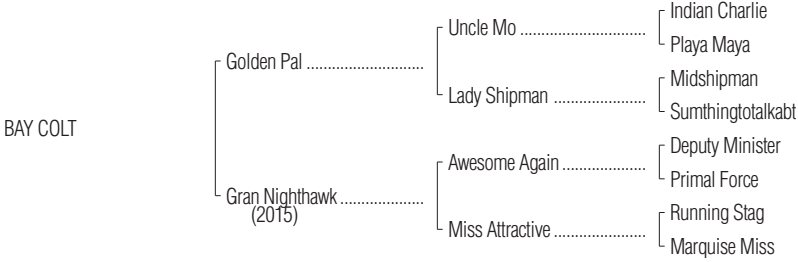 Indian Charlie
Uncle Mo ..............................
Playa Maya
Golden Pal ............................
Midshipman
Lady Shipman ......................
Sumthingtotalkabt
BAY COLT
Deputy Minister
Awesome Again ....................
Primal Force
Gran Nighthawk ....................
(2015)
Running Stag
Miss Attractive ......................
Marquise Miss